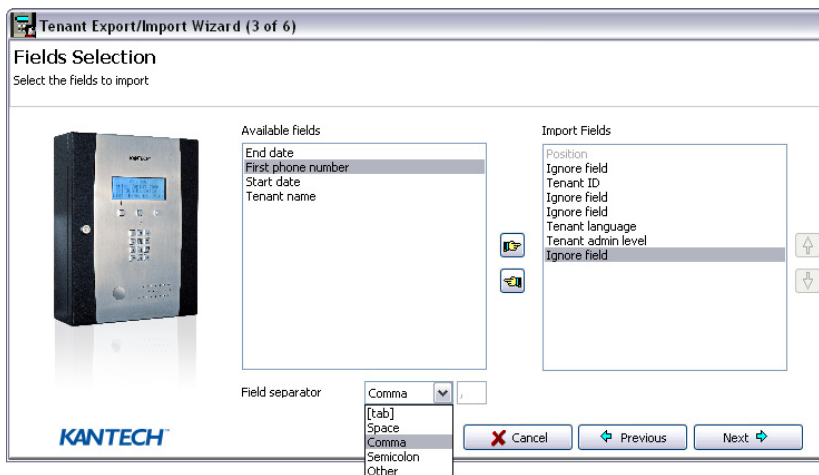 Tenant Export/Import Wizard (3 of 6)
Fields Selection
Select the fields to import
Available fields
End date
First phone number
Start date
Tenant name
Import Fields
Position
Ignore field
Tenant ID
Ignore field
Ignore field
Tenant language
Tenant admin level
Ignore field
KANTECH
Field separator
Comma
,
[tab]
Space
Comma
Semicolon
Other
KANTECH
Cancel
Previous
Next